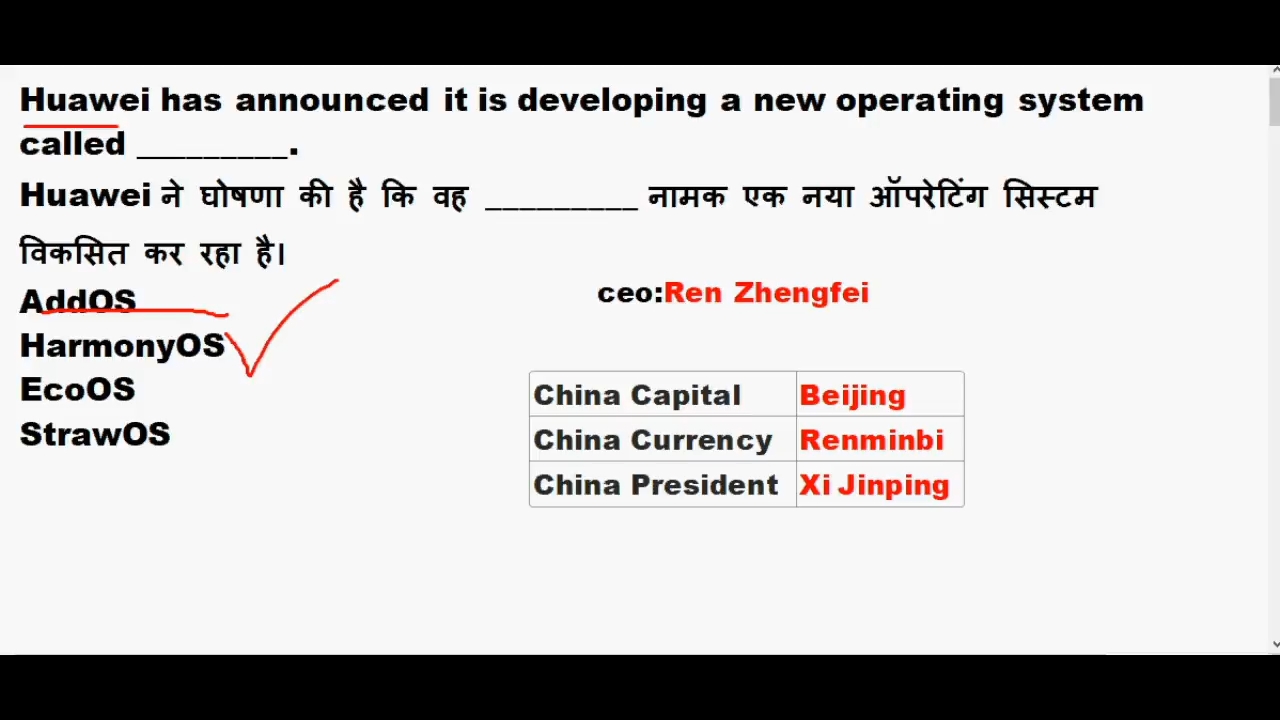 Huawei has announced it is developing a new operating system
called _________.
Huawei ने घोषणा की है कि वह _________ नामक एक नया ऑपरेटिंग सिस्टम
विकसित कर रहा है।
AddOS
HarmonyOS
EcoOS
StrawOS
ceo:Ren Zhengfei
China Capital Beijing
China Currency Renminbi
China President Xi Jinping